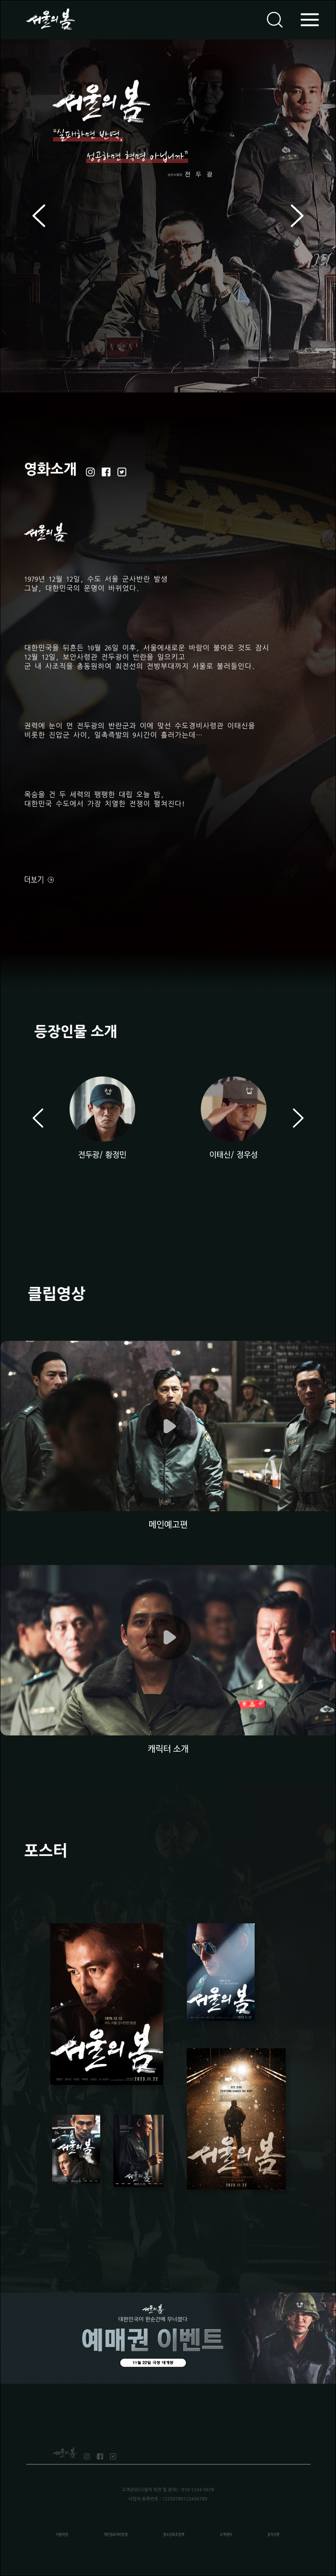 서울의 봄
서울의 봄
“실패하면 반역,
성공하면 혁명 아닙니까”
전 두 광
영화소개
서울의 봄
1979년 12월 12일, 수도 서울 군사반란 발생
그날, 대한민국의 운명이 바뀌었다.
대한민국을 뒤흔든 10월 26일 이후, 서울에새로운 바람이 불어온 것도 잠시
12월 12일, 보안사령관 전두광이 반란을 일으키고
군 내 사조직을 총동원하여 최전선의 전방부대까지 서울로 불러들인다.
권력에 눈이 먼 전두광의 반란군과 이에 맞선 수도경비사령관 이태신을
비롯한 진압군 사이, 일촉즉발의 9시간이 흘러가는데…
목숨을 건 두 세력의 팽팽한 대립 오늘 밤,
대한민국 수도에서 가장 치열한 전쟁이 펼쳐진다!
더보기
등장인물 소개
전두광/ 황정민
이태신/ 정우성
클립영상
메인예고편
캐릭터 소개
포스터
서울의 봄
2023.11.22
서울의 봄
서울의 봄
2023.11.22
서울의 봄
서울의 봄
서울의 봄
대한민국이 한순간에 무너졌다
예매권 이벤트
11월 22일 극장 대개봉
서울의 봄